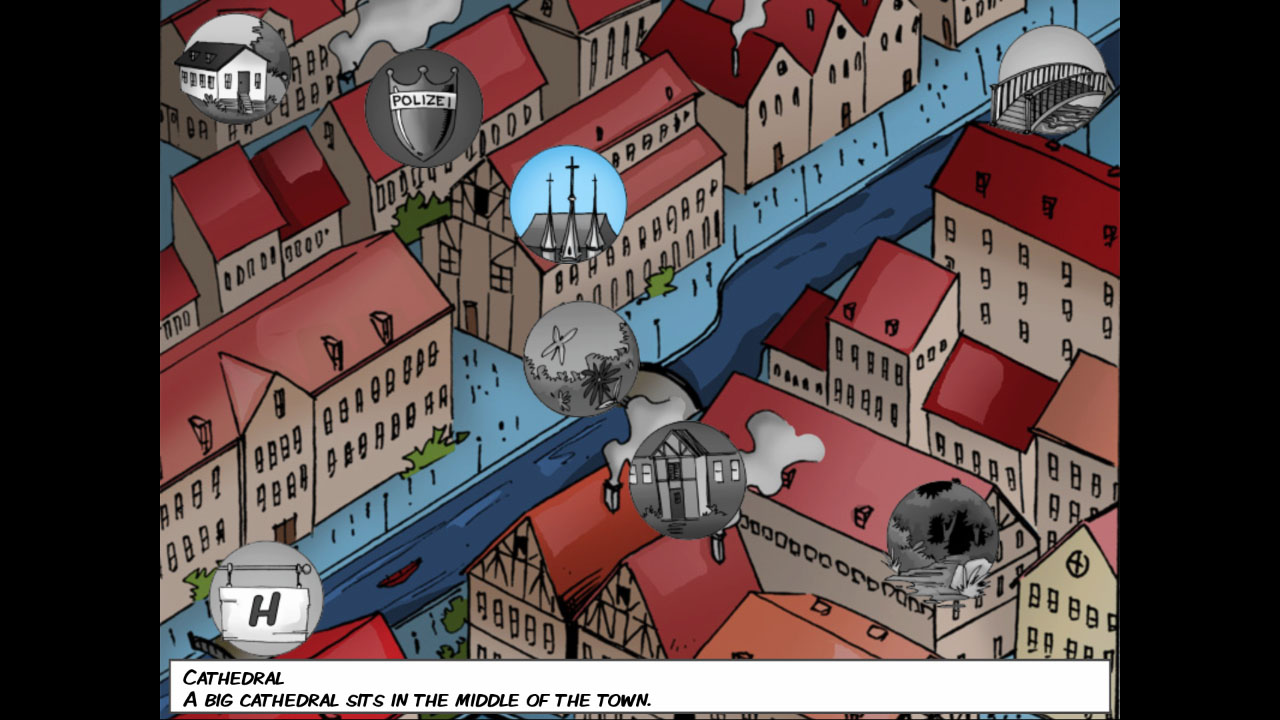 POLIZEI
H
CATHEDRAL
A BIG CATHEDRAL SITS IN THE MIDDLE OF THE TOWN.